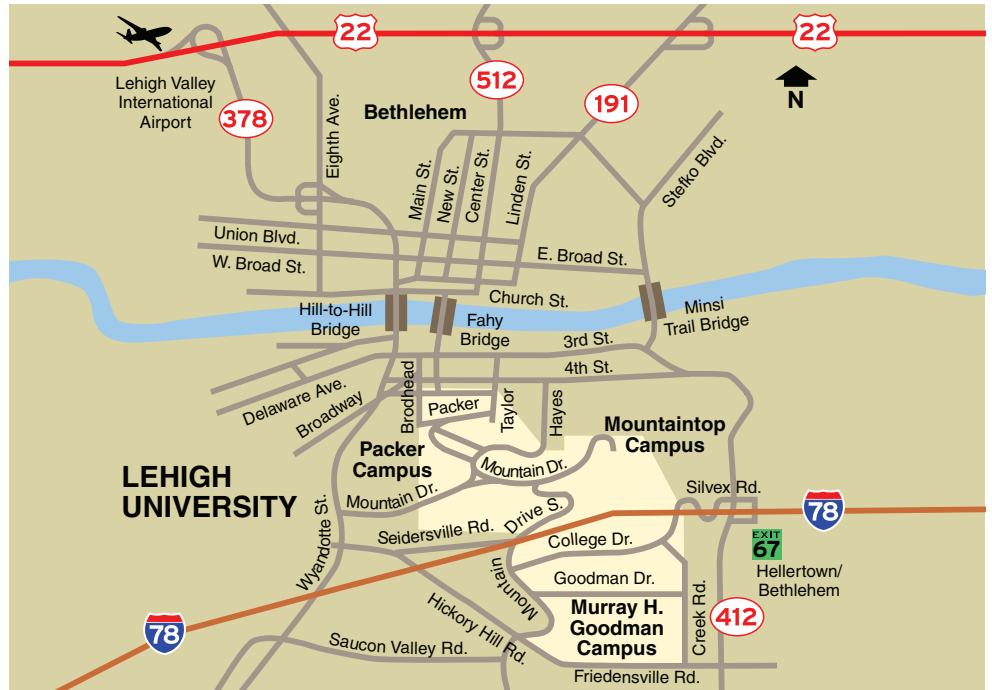 22
22
Lehigh Valley
International
Airport
512
378
191
N
Bethlehem
Eighth Ave.
Main St.
New St.
Center St.
Linden St.
Stefko Blvd.
Union Blvd.
W. Broad St.
E. Broad St.
Church St.
Hill-to-Hill
Bridge
Fahy
Bridge
Minsi
Trail Bridge
3rd St.
4th St.
Delaware Ave.
Broadway
Brodhead
Packer
Taylor
Hayes
Mountaintop
Campus
Packer
Campus
Mountain Dr.
LEHIGH
UNIVERSITY
Mountain Dr.
Silvex Rd.
78
Wyandotte St.
Seidersville Rd.
Mountain
Drive S.
College Dr.
EXIT
67
Hellertown/
Bethlehem
Goodman Dr.
Murray H.
Goodman
Campus
Creek Rd.
412
Hickory Hill Rd.
78
Saucon Valley Rd.
Friedensville Rd.